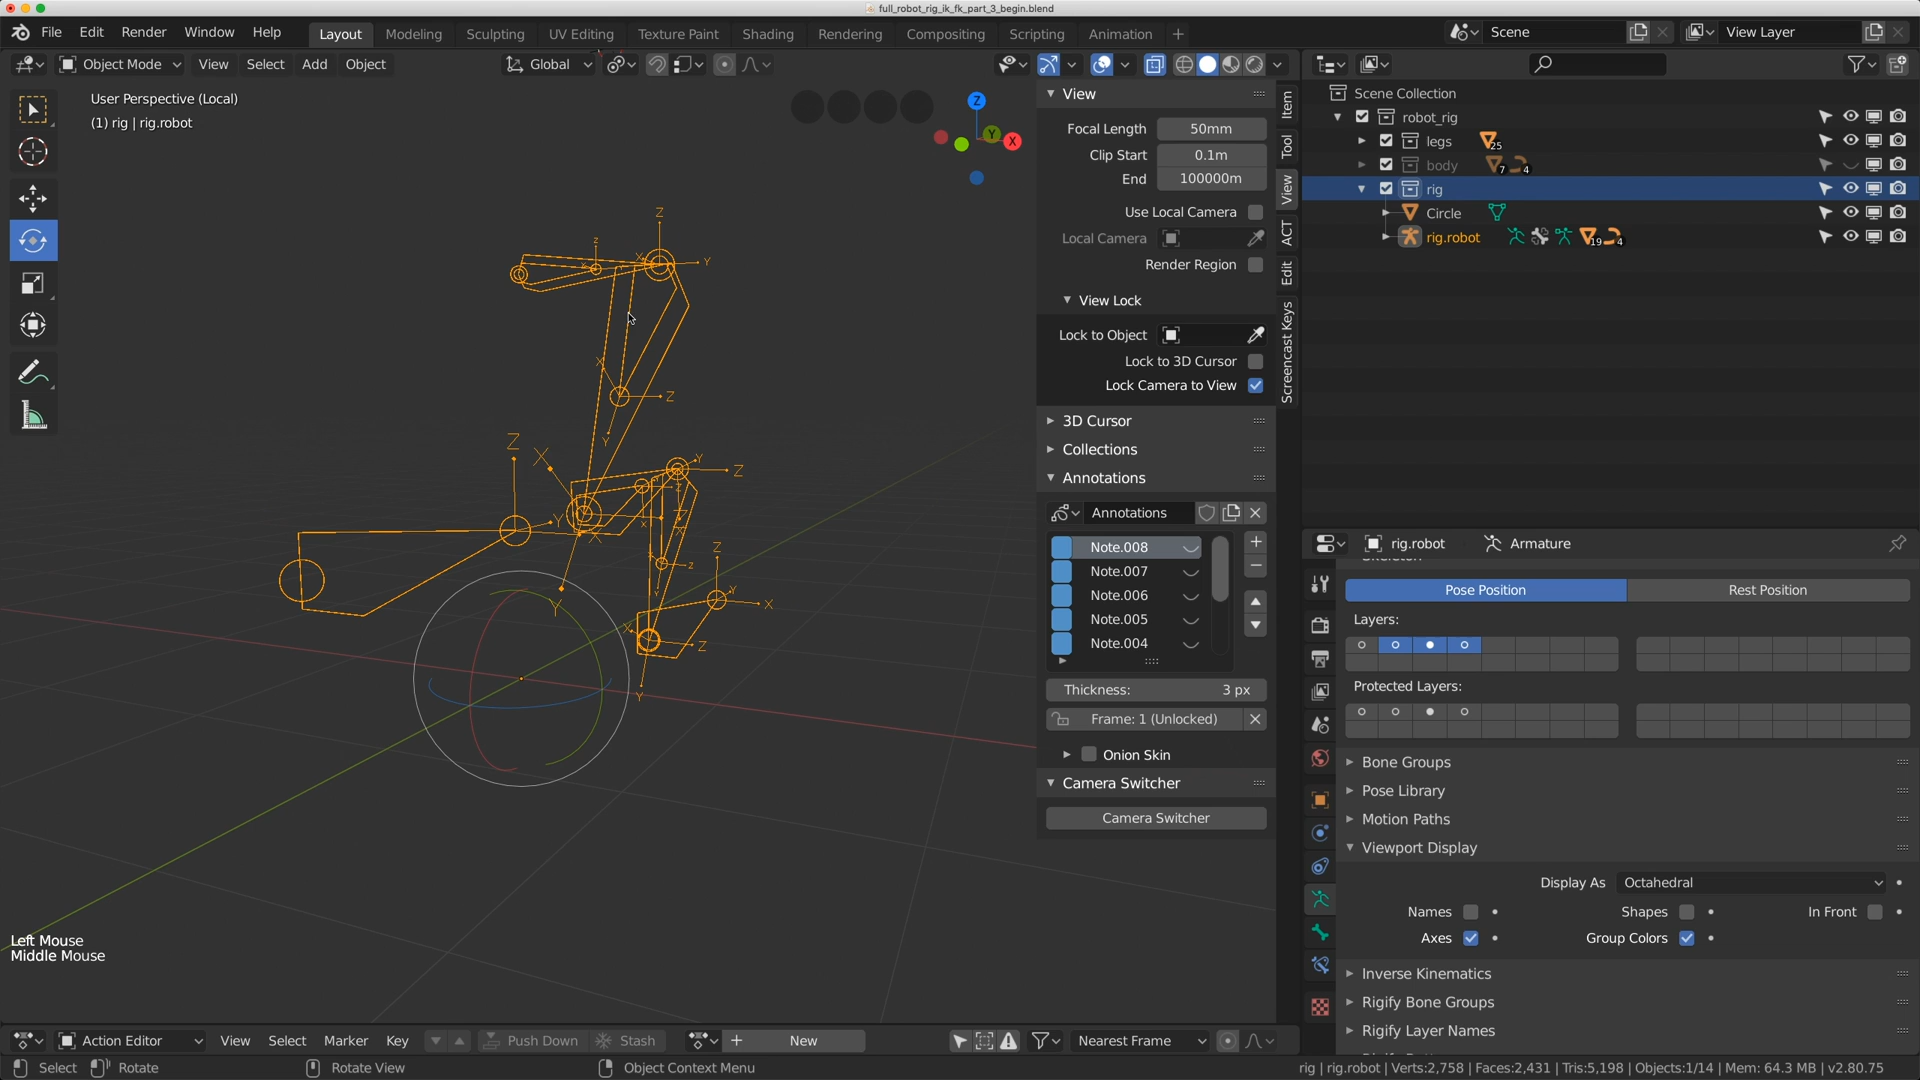 full_robot_rig_ik_fk_part_3_begin.blend
File Edit Render Window Help
Layout Modeling Sculpting UV Editing Texture Paint Shading Animation Rendering Compositing Scripting Animation +
Scene View Layer
Object Mode View Select Add Object Global
User Perspective (Local)
(1) rig | rig.robot
Z
Y
X
View
Focal Length 50mm
Clip Start 0.1m
End 100000m
Use Local Camera
Local Camera
Render Region
View Lock
Lock to Object
Lock to 3D Cursor
Lock Camera to View
3D Cursor
Collections
Annotations
Annotations
Note.008
Note.007
Note.006
Note.005
Note.004
Thickness: 3 px
Frame: 1 (Unlocked)
Onion Skin
Camera Switcher
Camera Switcher
Item
Tool
View
ACT
Edit
Screencast Keys
Scene Collection
robot_rig
legs 25
body 7 4
rig
Circle
rig.robot 19 4
rig.robot Armature
Pose Position Rest Position
Layers:
Protected Layers:
Bone Groups
Pose Library
Motion Paths
Viewport Display
Display As Octahedral
Names Shapes In Front
Axes Group Colors
Inverse Kinematics
Rigify Bone Groups
Rigify Layer Names
Left Mouse
Middle Mouse
Action Editor View Select Marker Key Push Down Stash New Nearest Frame
Select Rotate Rotate View Object Context Menu
rig | rig.robot | Verts:2,758 | Faces:2,431 | Tris:5,198 | Objects:1/14 | Mem: 64.3 MB | v2.80.75